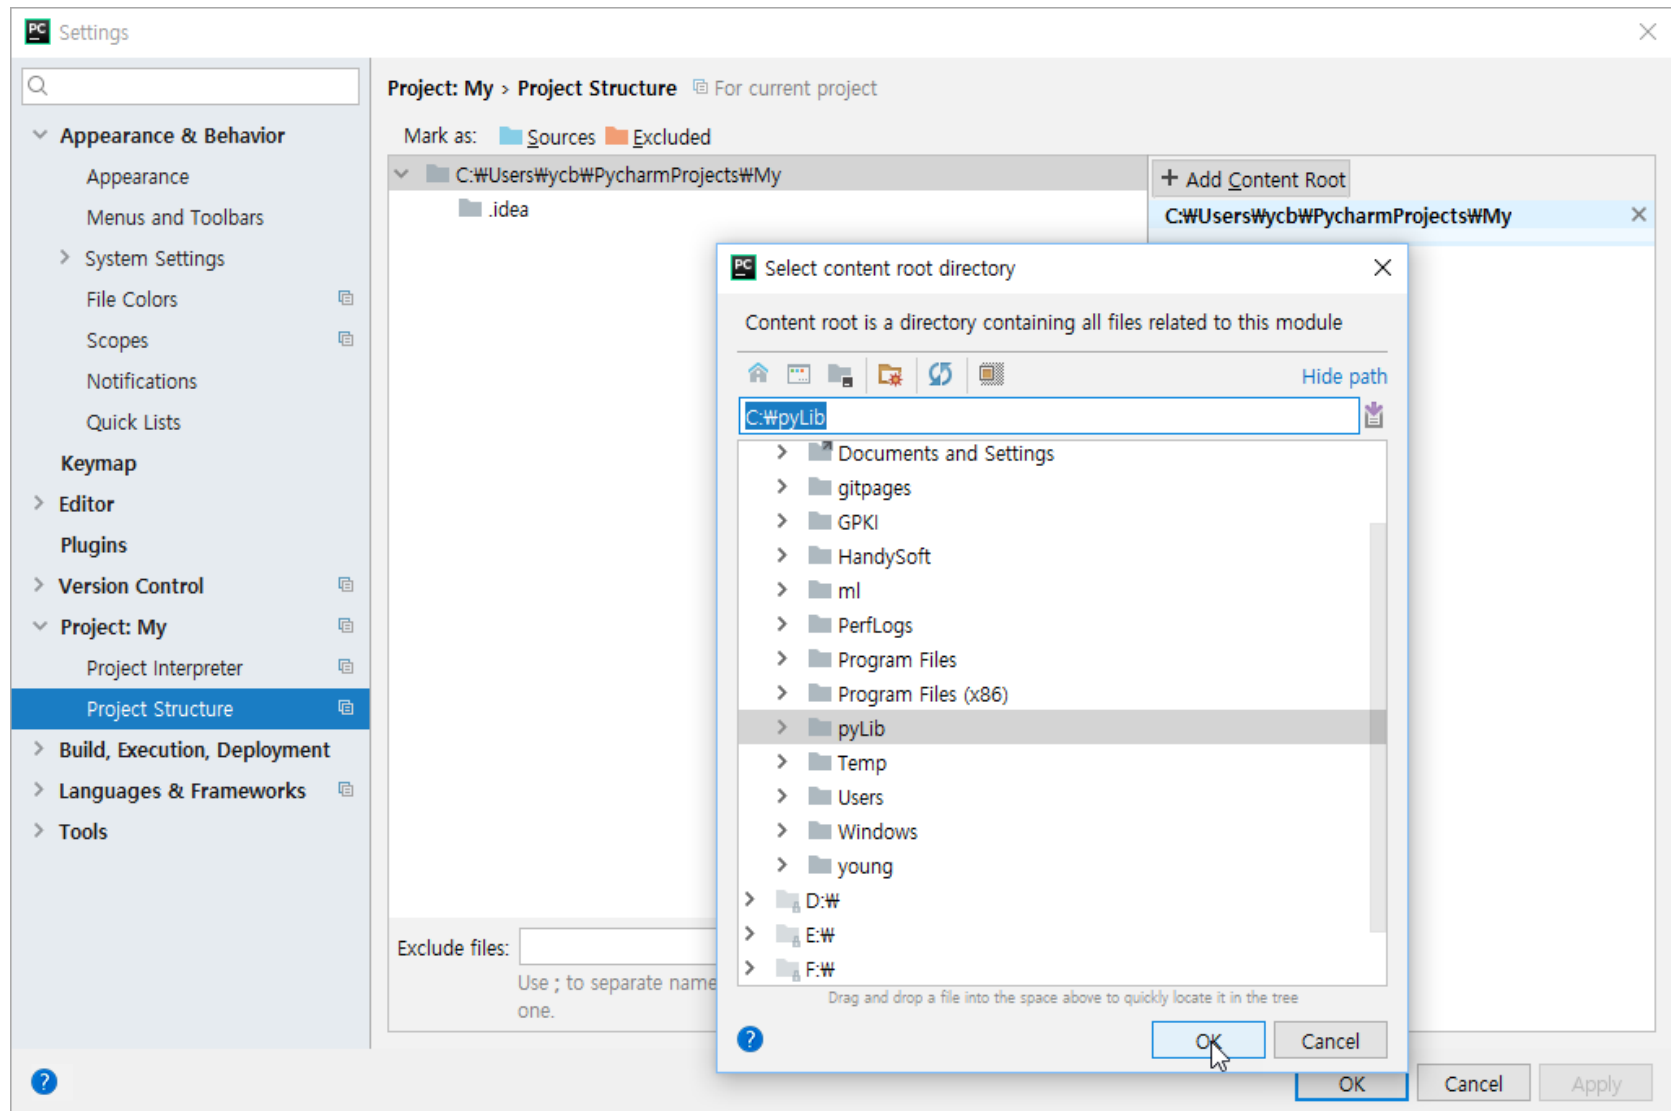 PC Settings
Appearance & Behavior
Appearance
Menus and Toolbars
System Settings
File Colors
Scopes
Notifications
Quick Lists
Keymap
Editor
Plugins
Version Control
Project: My
Project Interpreter
Project Structure
Build, Execution, Deployment
Languages & Frameworks
Tools
Project: My › Project Structure For current project
Mark as: Sources Excluded
C:₩Users₩ycb₩PycharmProjects₩My
.idea
+ Add Content Root
C:₩Users₩ycb₩PycharmProjects₩My
Exclude files:
Use ; to separate name
one.
PC Select content root directory
Content root is a directory containing all files related to this module
Hide path
C:₩pyLib
Documents and Settings
gitpages
GPKI
HandySoft
ml
PerfLogs
Program Files
Program Files (x86)
pyLib
Temp
Users
Windows
young
D:₩
E:₩
F:₩
Drag and drop a file into the space above to quickly locate it in the tree
? OK Cancel
? OK Cancel Apply